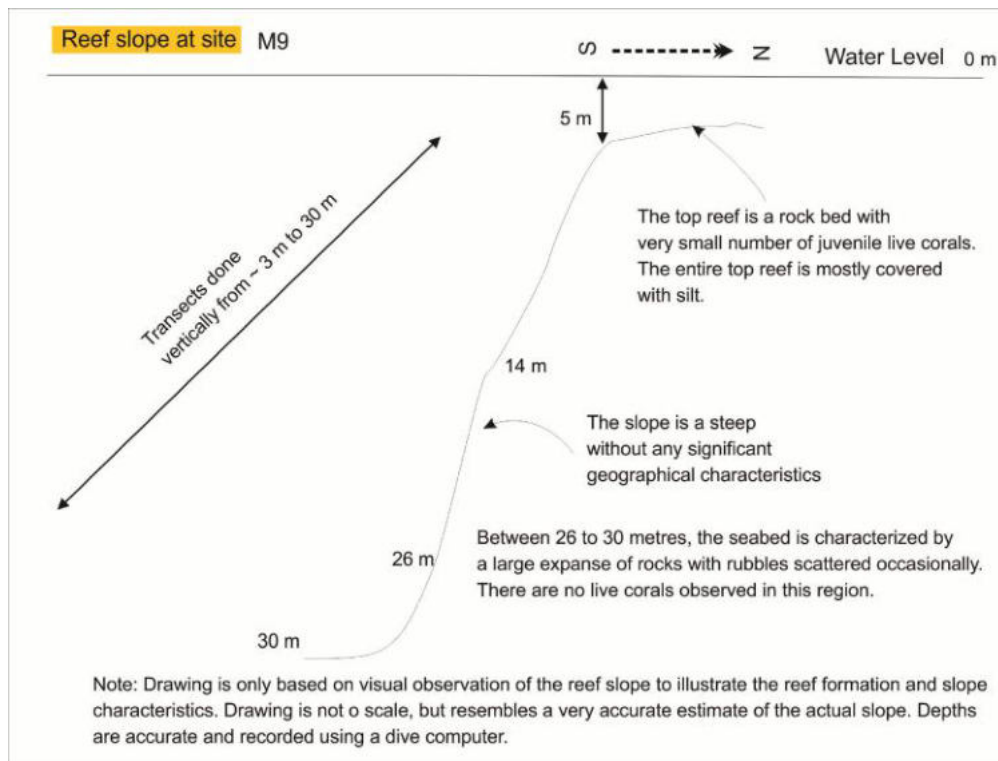 Reef slope at site M9
S N
Water Level 0 m
5 m
Transects done
vertically from ~ 3 m to 30 m
The top reef is a rock bed with
very small number of juvenile live corals.
The entire top reef is mostly covered
with silt.
14 m
The slope is a steep
without any significant
geographical characteristics
26 m
Between 26 to 30 metres, the seabed is characterized by
a large expanse of rocks with rubbles scattered occasionally.
There are no live corals observed in this region.
30 m
Note: Drawing is only based on visual observation of the reef slope to illustrate the reef formation and slope
characteristics. Drawing is not o scale, but resembles a very accurate estimate of the actual slope. Depths
are accurate and recorded using a dive computer.